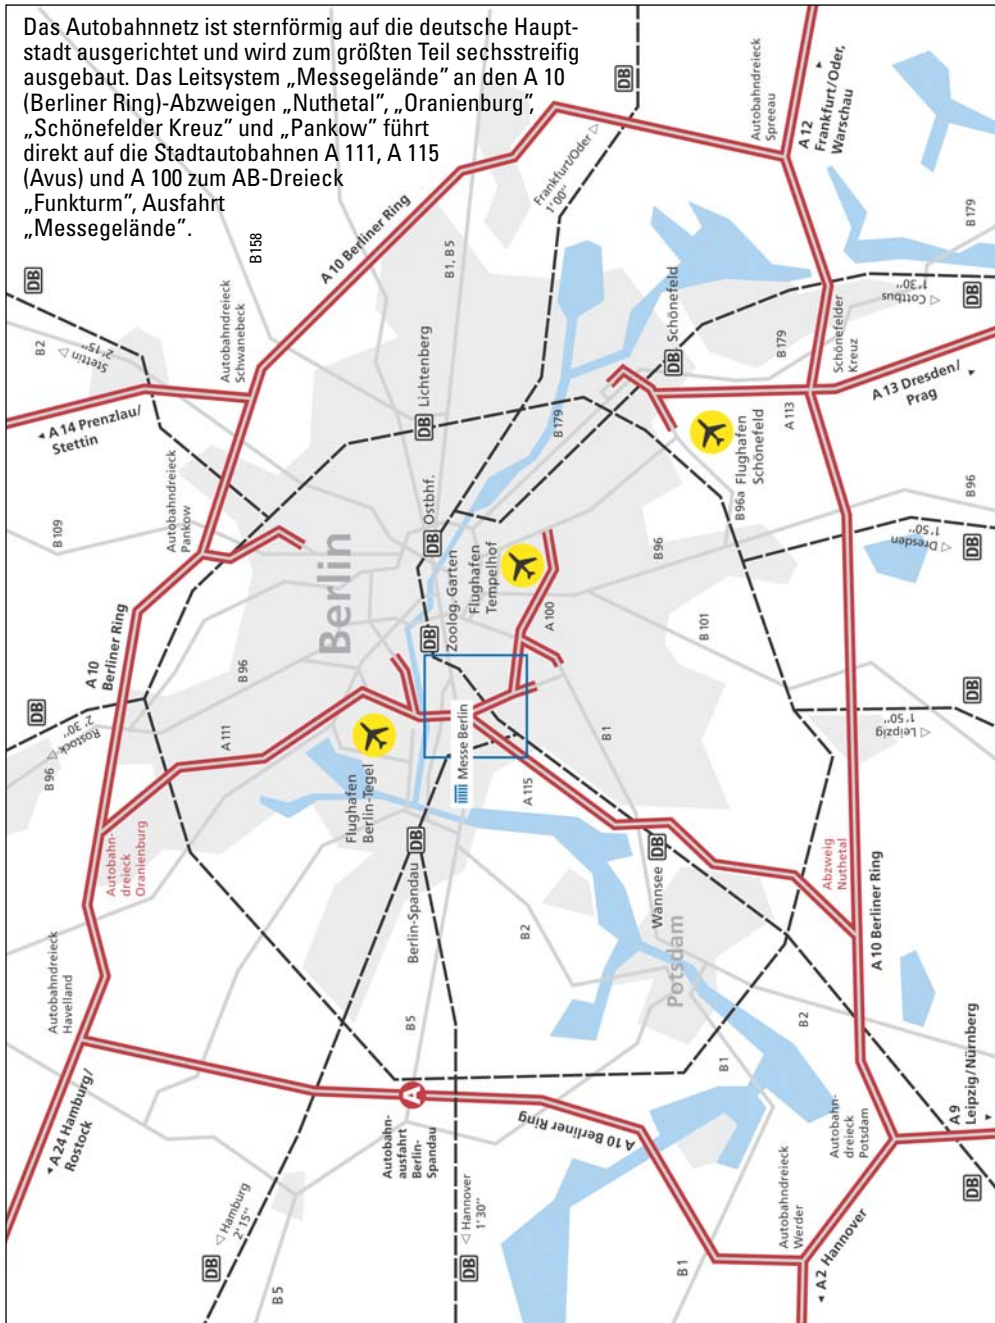 Das Autobahnnetz ist sternförmig auf die deutsche Haupt-
stadt ausgerichtet und wird zum größten Teil sechsstreifig
ausgebaut. Das Leitsystem „Messegelände” an den A 10
(Berliner Ring)-Abzweigen „Nuthetal”, „Oranienburg”,
„Schönefelder Kreuz” und „Pankow” führt
direkt auf die Stadtautobahnen A 111, A 115
(Avus) und A 100 zum AB-Dreieck
„Funkturm”, Ausfahrt
„Messegelände”.
B158
A 24 Hamburg/
Rostock
Autobahndreieck
Havelland
B96
Rostock
2’30’’
DB
A 10
Berliner Ring
Autobahn-
dreieck
Oranienburg
A 111
B 96
B109
Autobahndreieck
Pankow
A 14 Prenzlau/
Stettin
B2
Stettin
2’15’’
DB
Autobahndreieck
Schwanebeck
A 10 Berliner Ring
B1, B5
Frankfurt/Oder
1’00’’
DB
Autobahndreieck
Spreeau
A 12
Frankfurt/Oder,
Warschau
DB
Hamburg
2’15’’
B5
Autobahn-
ausfahrt
Berlin-
Spandau
A
B5
Berlin-Spandau
DB
Flughafen
Berlin-Tegel
Berlin
Messe Berlin
DB
Zoolog. Garten
DB
Ostbhf.
DB
Lichtenberg
Flughafen
Tempelhof
A 100
B179
DB
Schönefeld
B179
B179
Cottbus
1’30’’
DB
DB
Hannover
1’30’’
A 10 Berliner Ring
B2
A 115
B1
Wannsee
DB
Potsdam
B 101
B96
B96a
Flughafen
Schönefeld
A 113
Schönefelder
Kreuz
A 13 Dresden/
Prag
B1
Autobahndreieck
Werder
A 2 Hannover
B1
B2
Autobahn-
dreieck
Potsdam
A 9
Leipzig/Nürnberg
DB
A 10 Berliner Ring
Abzweig
Nuthetal
Leipzig
1’50’’
DB
Dresden
1’50’’
DB
B96